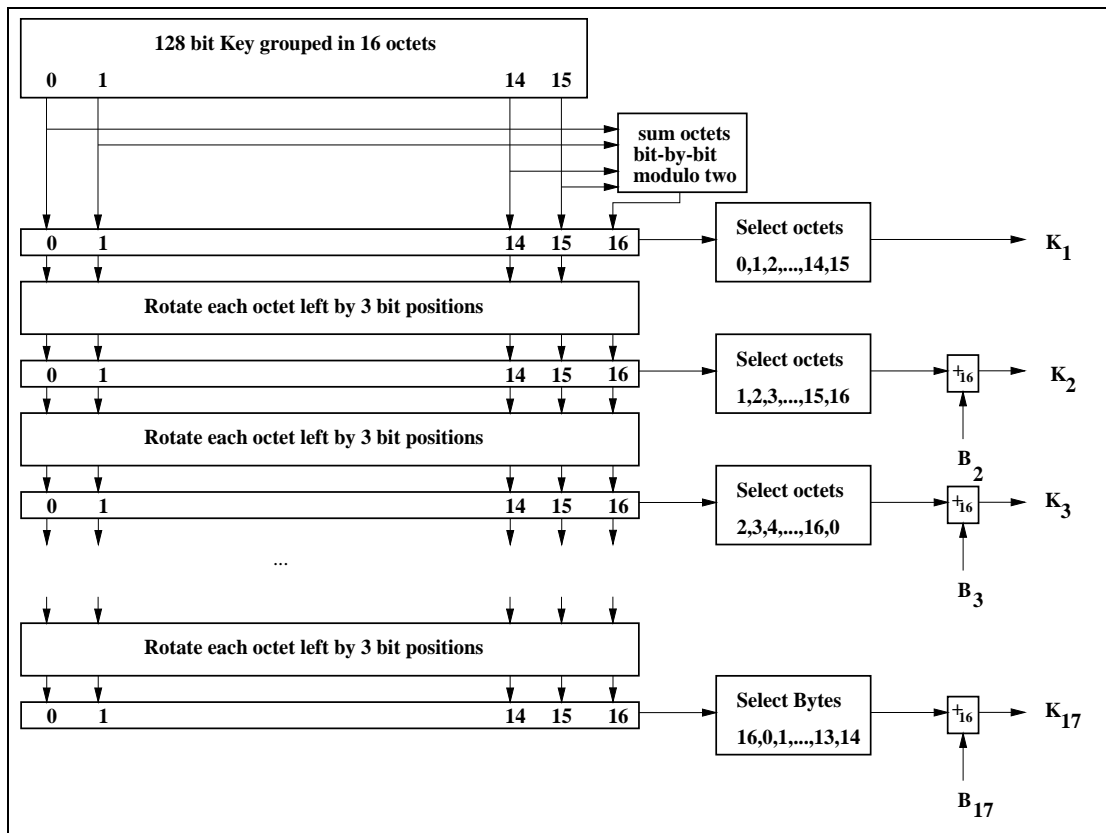 128 bit Key grouped in 16 octets
0 1 14 15
sum octets
bit-by-bit
modulo two
0 1 14 15 16
Select octets
0,1,2,...,14,15
K1
Rotate each octet left by 3 bit positions
0 1 14 15 16
Select octets
1,2,3,...,15,16
+16
K2
B2
Rotate each octet left by 3 bit positions
0 1 14 15 16
Select octets
2,3,4,...,16,0
+16
K3
B3
...
Rotate each octet left by 3 bit positions
0 1 14 15 16
Select Bytes
16,0,1,...,13,14
+16
K17
B17